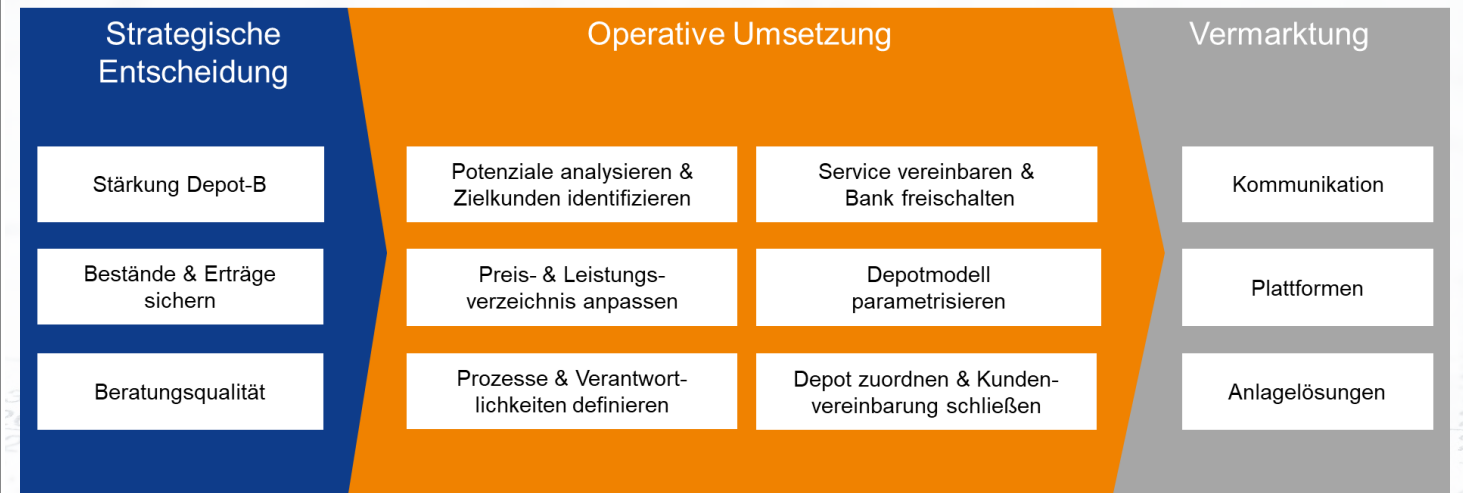 Strategische
Entscheidung
Stärkung Depot-B
Bestände & Erträge
sichern
Beratungsqualität
Operative Umsetzung
Potenziale analysieren &
Zielkunden identifizieren
Service vereinbaren &
Bank freischalten
Preis- & Leistungs-
verzeichnis anpassen
Depotmodell
parametrisieren
Prozesse & Verantwort-
lichkeiten definieren
Depot zuordnen & Kunden-
vereinbarung schließen
Vermarktung
Kommunikation
Plattformen
Anlagelösungen